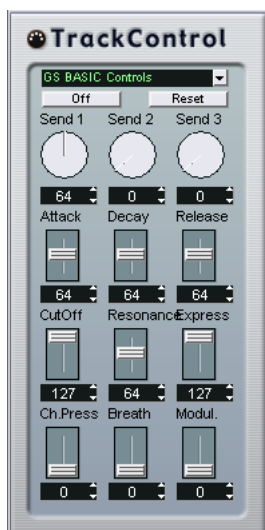 TrackControl
GS BASIC Controls
Off Reset
Send 1 Send 2 Send 3
64 0 0
Attack Decay Release
64 64 64
CutOff Resonance Express
127 64 127
Ch.Press Breath Modul.
0 0 0